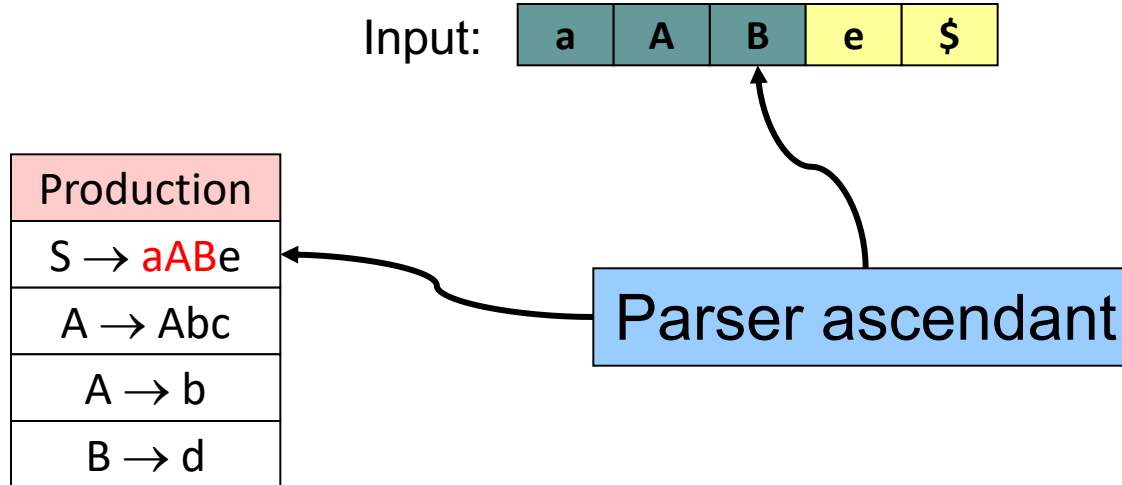 Input: a A B e $
Production
S → aABe
A → Abc
A → b
B → d
Parser ascendant